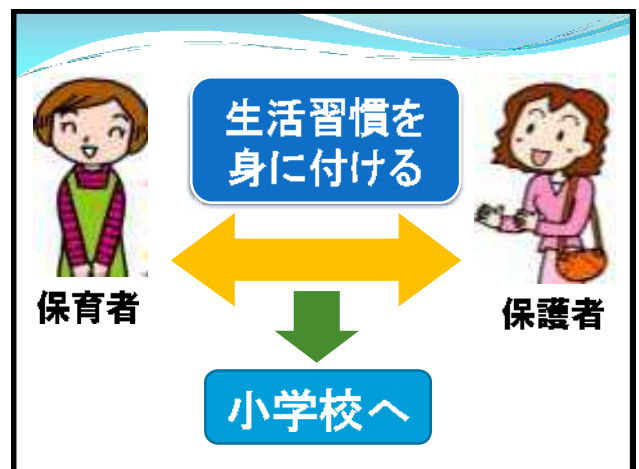 生活習慣を
身に付ける
保育者
保護者
小学校へ